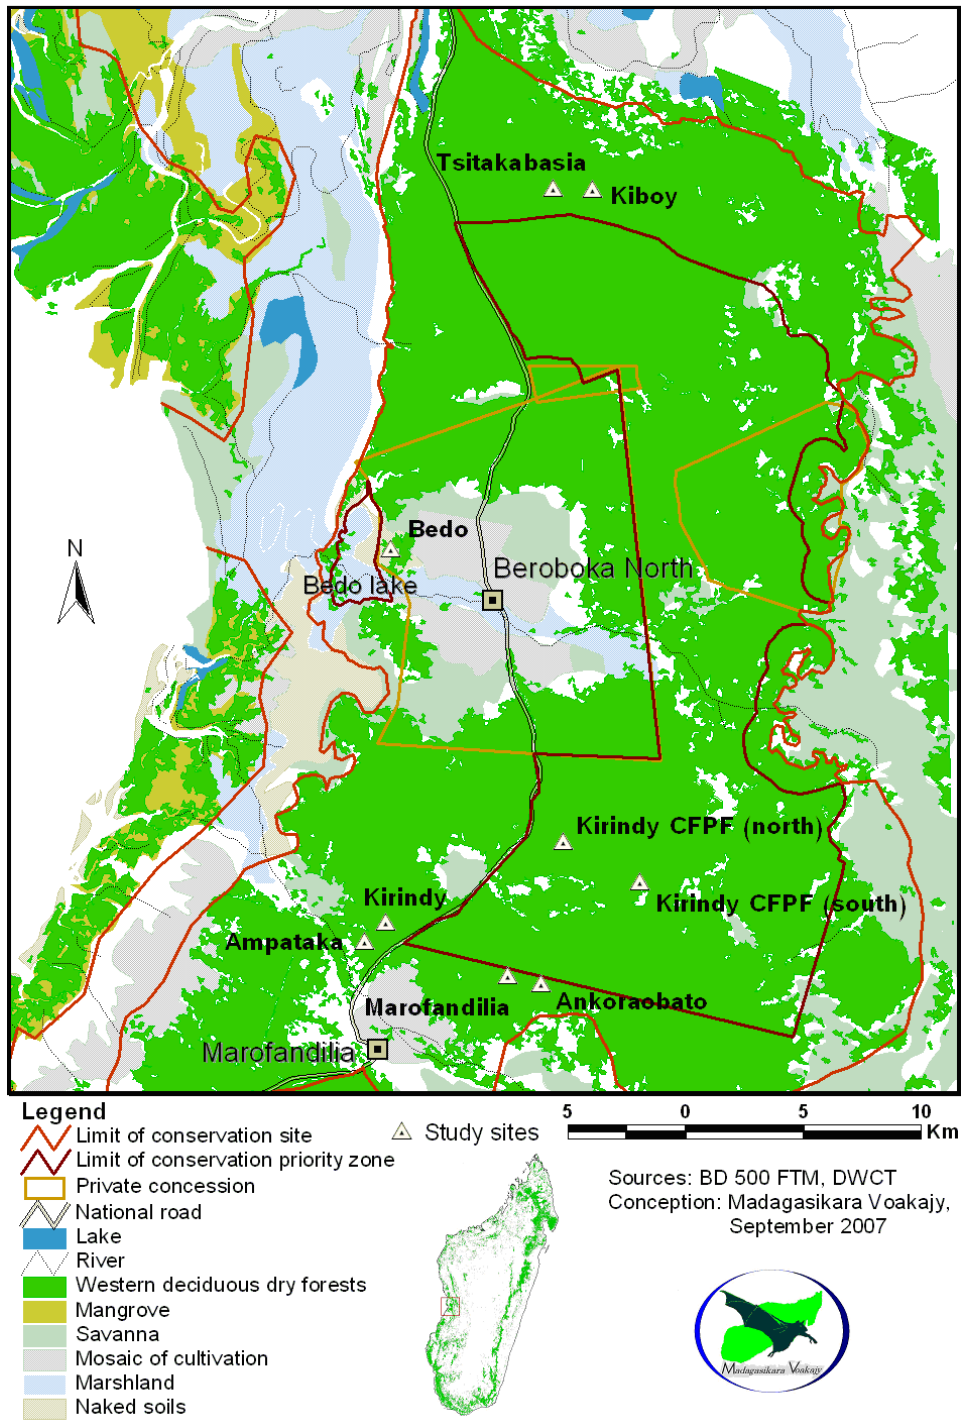 Tsitakabasia
Kiboy
Bedo
Bedo lake
Beroboka North
N
Kirindy CFPF (north)
Kirindy
Kirindy CFPF (south)
Ampataka
Marofandilia
Ankoraobato
Marofandilia
Legend
Limit of conservation site
Limit of conservation priority zone
Private concession
National road
Lake
River
Western deciduous dry forests
Mangrove
Savanna
Mosaic of cultivation
Marshland
Naked soils
Study sites
5 0 5 10
Km
Sources: BD 500 FTM, DWCT
Conception: Madagasikara Voakajy,
September 2007
Madagasikara Voakajy